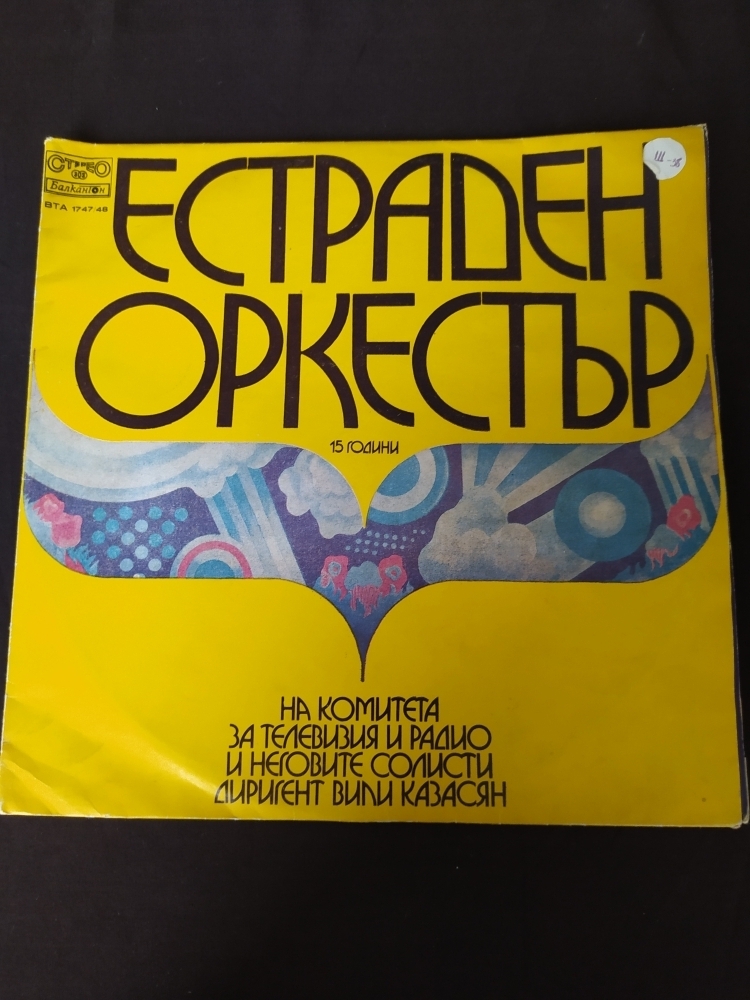 СТЕРЕО
Балкантон
ВТА 1747/48
ЕСТРАДЕН
ОРКЕСТЪР
15 ГОДИНИ
НА КОМИТЕТА
ЗА ТЕЛЕВИЗИЯ И РАДИО
И НЕГОВИТЕ СОЛИСТИ
ДИРИГЕНТ ВИЛИ КАЗАСЯН